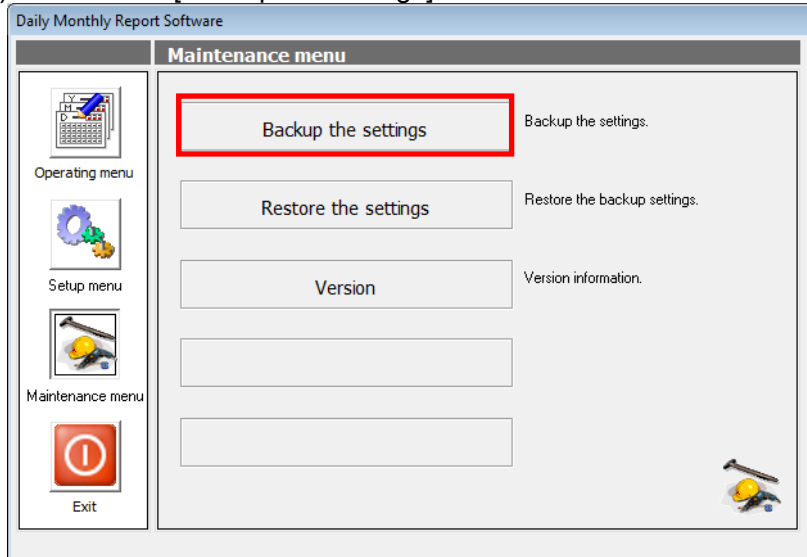 Daily Monthly Report Software
Maintenance menu
Operating menu
Setup menu
Maintenance menu
Exit
Backup the settings
Backup the settings.
Restore the settings
Restore the backup settings.
Version
Version information.